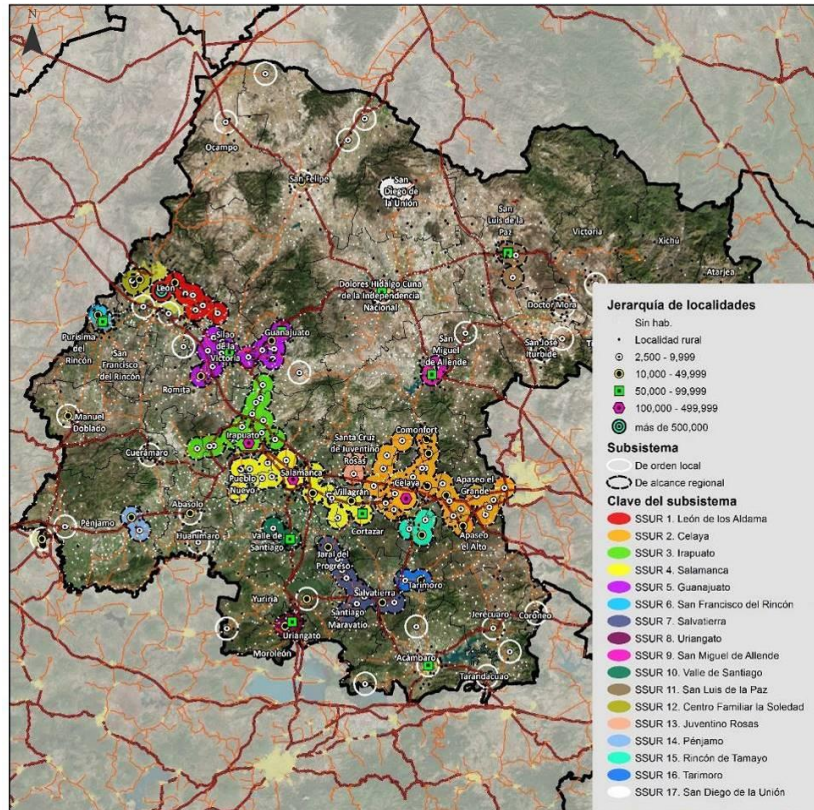 N
Ocampo
San Felipe
San
Diego de
la Unión
San
Luis de
la Paz
Victoria
Xichú
Atarjea
León
Dolores Hidalgo Cuna
de la Independencia
Nacional
Doctor Mora
Purísima
del
Rincón
San
Francisco
del Rincón
Silao
de la
Victoria
Guanajuato
San
Miguel
de Allende
San José
Iturbide
Romita
Manuel
Doblado
Irapuato
Santa Cruz
de Juventino
Rosas
Comonfort
Cuerámaro
Salamanca
Pueblo
Nuevo
Villagrán
Celaya
Apaseo el
Grande
Abasolo
Cortazar
Pénjamo
Huanímaro
Valle de
Santiago
Apaseo
el Alto
Jaral del
Progreso
Tarimoro
Yuriria
Salvatierra
Santiago
Maravatío
Jerécuaro
Coroneo
Uriangato
Moroleón
Acámbaro
Tarandacuao
Jerarquía de localidades
Sin hab.
Localidad rural
2,500 - 9,999
10,000 - 49,999
50,000 - 99,999
100,000 - 499,999
más de 500,000
Subsistema
De orden local
De alcance regional
Clave del subsistema
SSUR 1. León de los Aldama
SSUR 2. Celaya
SSUR 3. Irapuato
SSUR 4. Salamanca
SSUR 5. Guanajuato
SSUR 6. San Francisco del Rincón
SSUR 7. Salvatierra
SSUR 8. Uriangato
SSUR 9. San Miguel de Allende
SSUR 10. Valle de Santiago
SSUR 11. San Luis de la Paz
SSUR 12. Centro Familiar la Soledad
SSUR 13. Juventino Rosas
SSUR 14. Pénjamo
SSUR 15. Rincón de Tamayo
SSUR 16. Tarimoro
SSUR 17. San Diego de la Unión